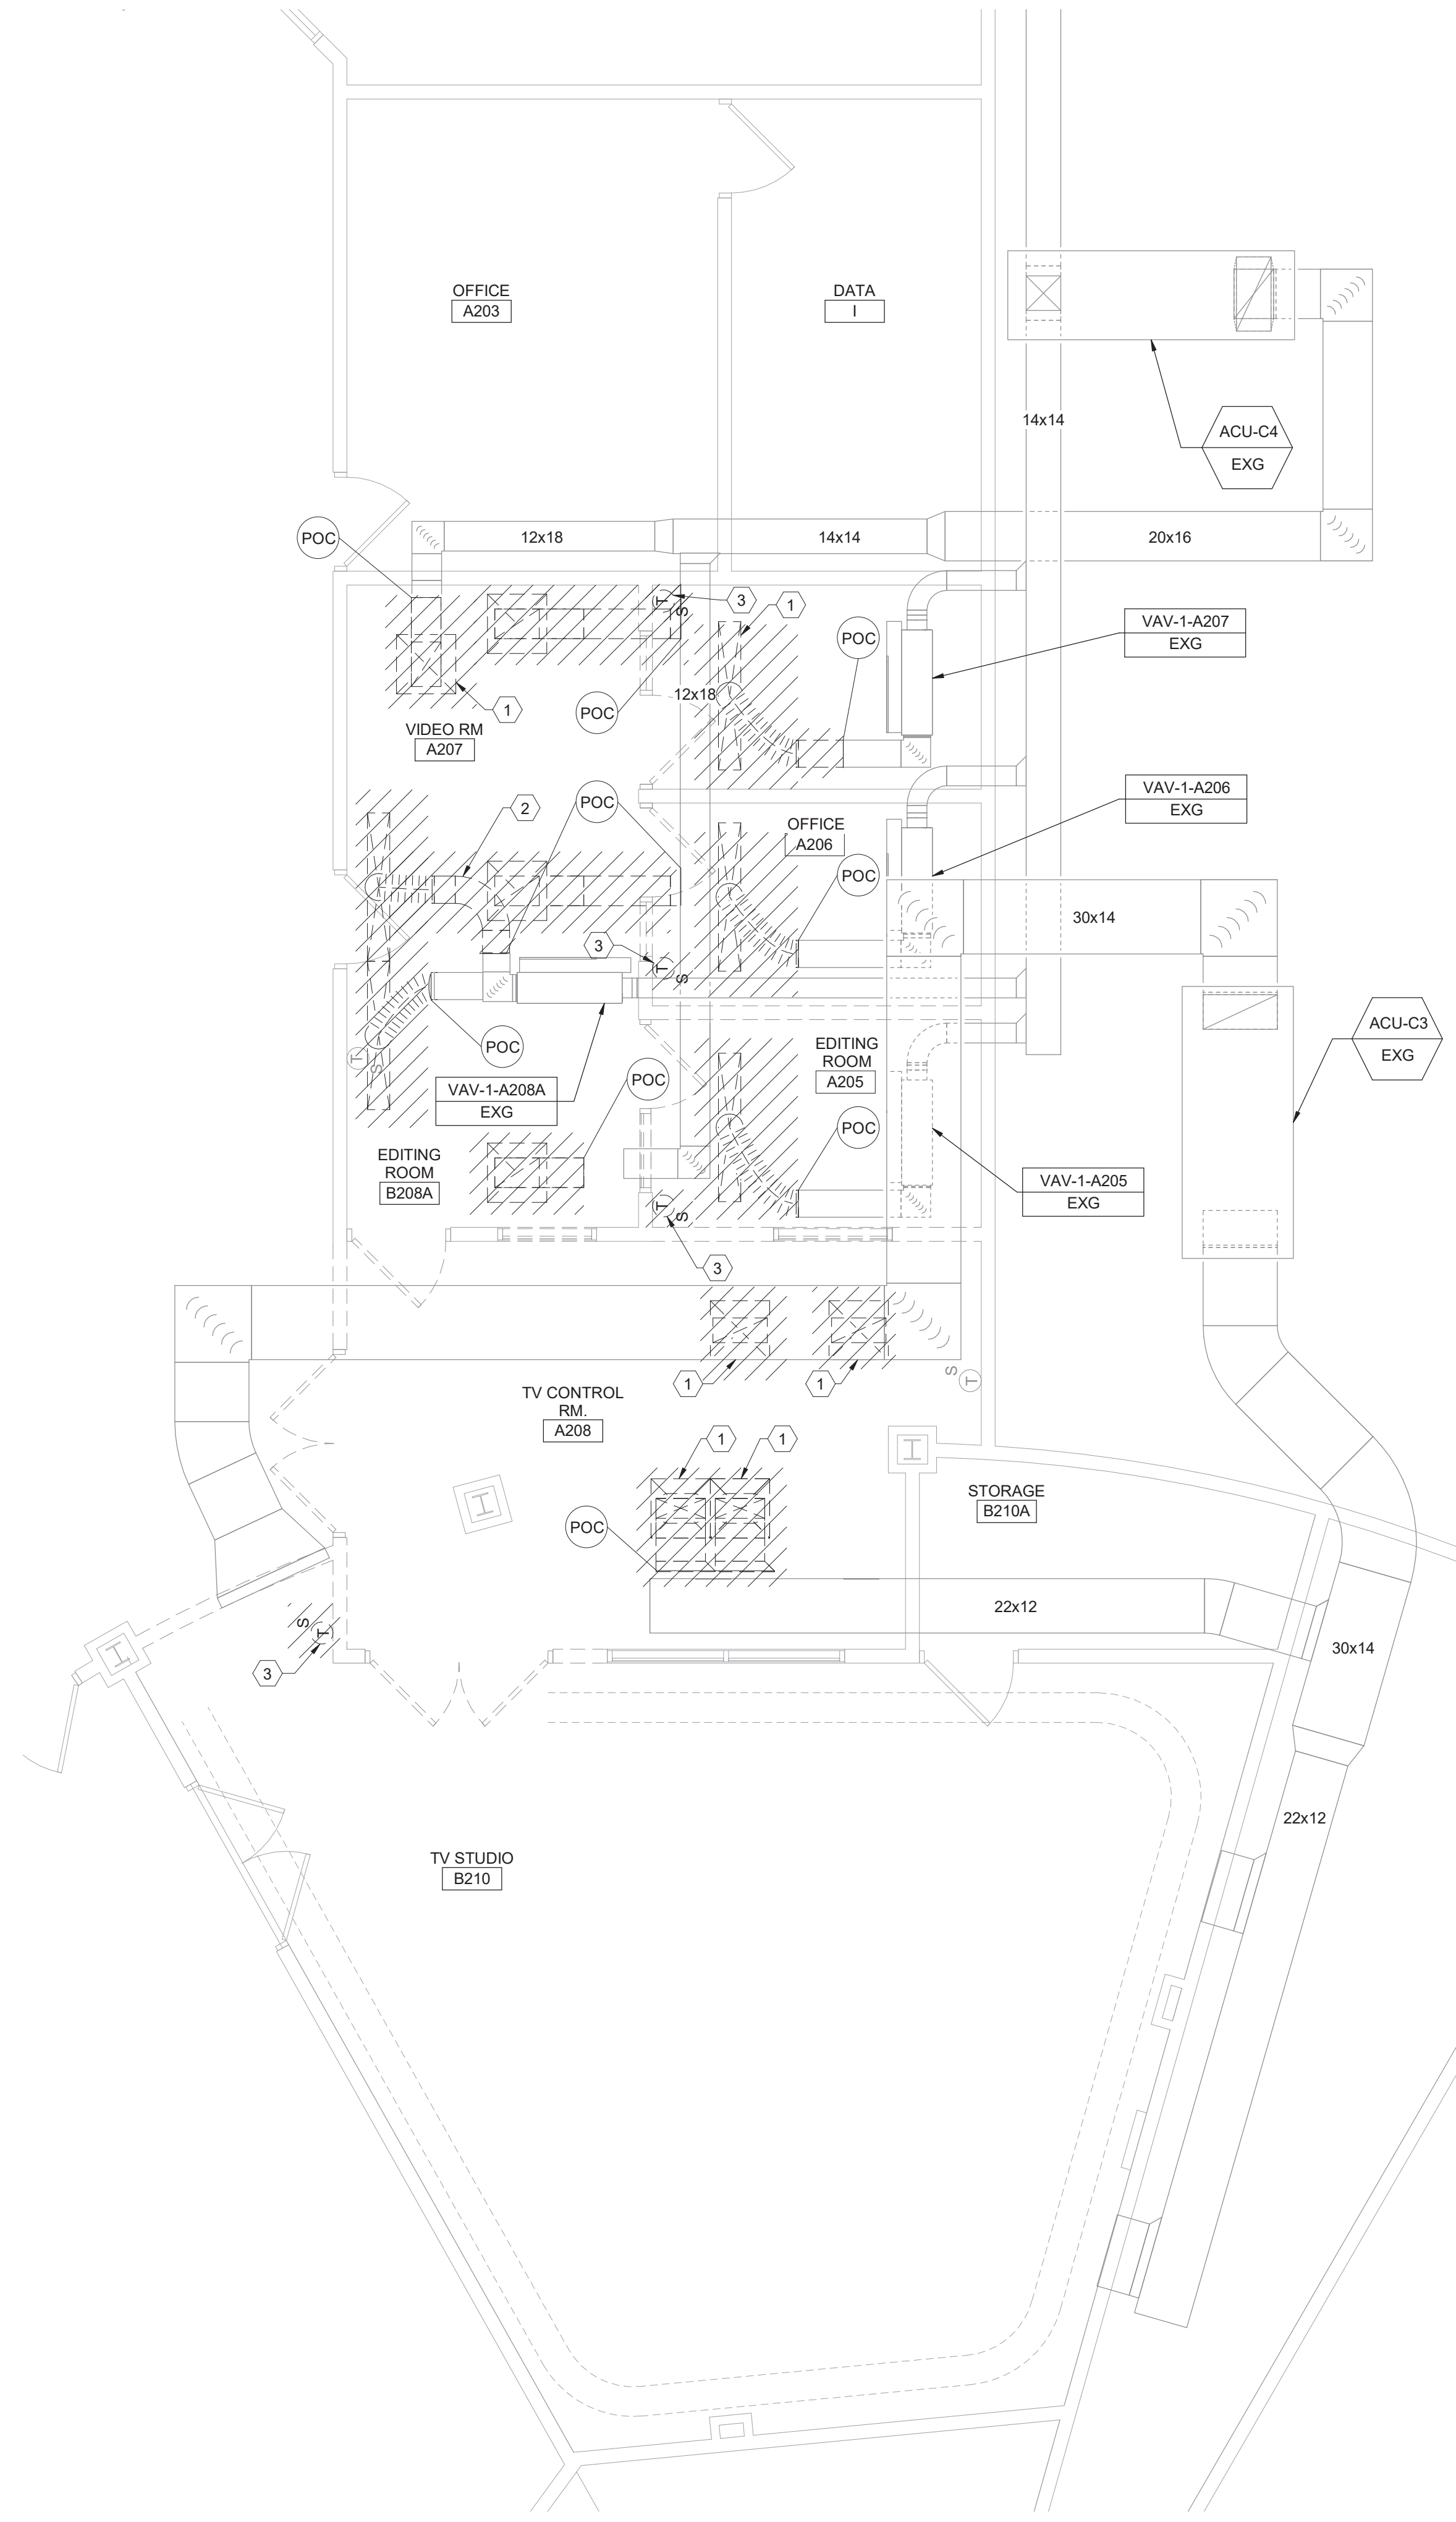 OFFICE
A203
DATA
I
14x14
ACU-C4
EXG
POC
12x18
14x14
20x16
T
S
3
1
POC
VAV-1-A207
EXG
12x18
1
POC
VIDEO RM
A207
VAV-1-A206
EXG
POC
2
OFFICE
A206
POC
30x14
3
T
S
ACU-C3
EXG
POC
T
S
EDITING
ROOM
A205
POC
VAV-1-A208A
EXG
POC
EDITING
ROOM
B208A
VAV-1-A205
EXG
T
S
3
1
1
S
T
TV CONTROL
RM.
A208
1
1
STORAGE
B210A
POC
22x12
S
T
3
30x14
22x12
TV STUDIO
B210